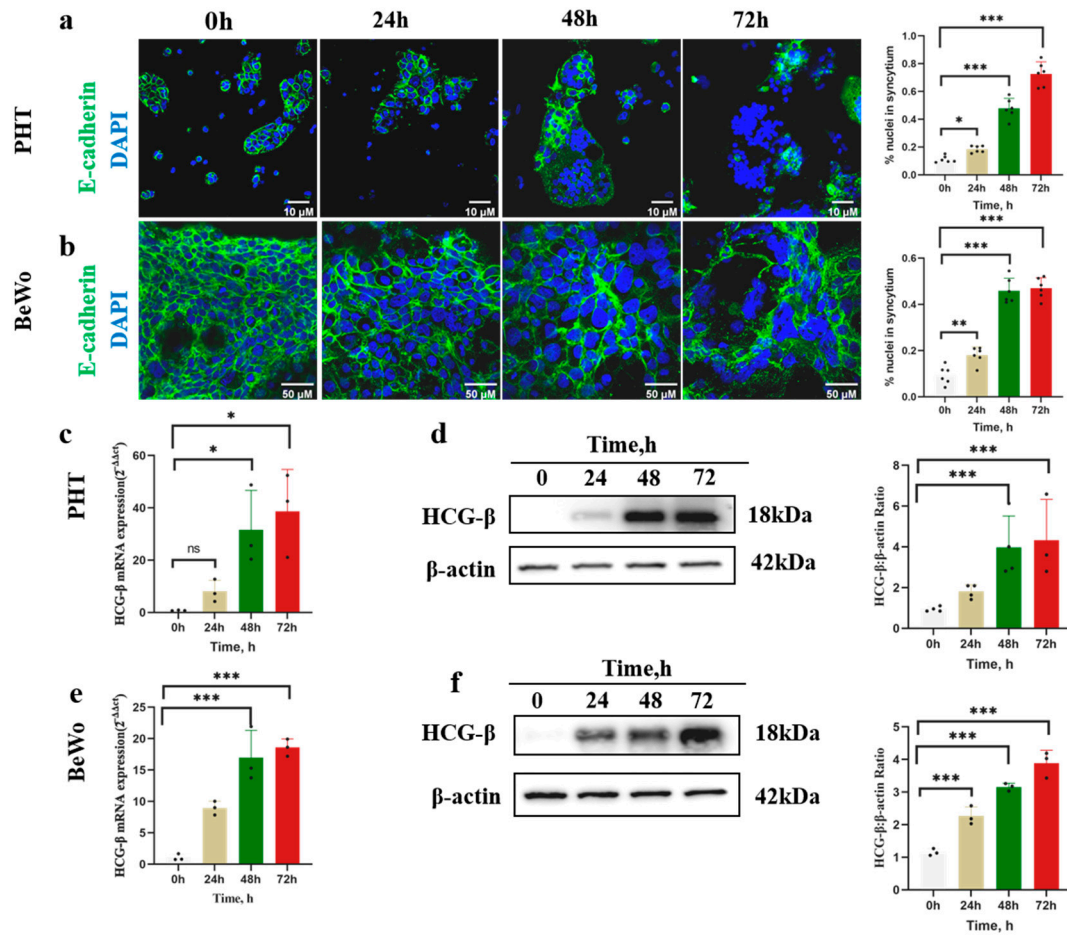 a
0h
24h
48h
72h
PHT
E-cadherin
DAPI
10 μM
10 μM
10 μM
10 μM
% nuclei in syncytium
1.0
0.8
0.6
0.4
0.2
0.0
*
***
***
0h 24h 48h 72h
Time, h
b
BeWo
E-cadherin
DAPI
50 μM
50 μM
50 μM
50 μM
% nuclei in syncytium
0.6
0.4
0.2
0.0
**
***
***
0h 24h 48h 72h
Time, h
c
PHT
HCG-β mRNA expression(2⁻ΔΔct)
60
40
20
0
ns
*
*
0h 24h 48h 72h
Time, h
d
Time,h
0 24 48 72
HCG-β 18kDa
β-actin 42kDa
HCG-β:β-actin Ratio
8
6
4
2
0
***
***
0h 24h 48h 72h
Time, h
e
BeWo
HCG-β mRNA expression(2⁻ΔΔct)
25
20
15
10
5
0
***
***
0h 24h 48h 72h
Time, h
f
Time,h
0 24 48 72
HCG-β 18kDa
β-actin 42kDa
HCG-β:β-actin Ratio
5
4
3
2
1
0
***
***
***
0h 24h 48h 72h
Time, h